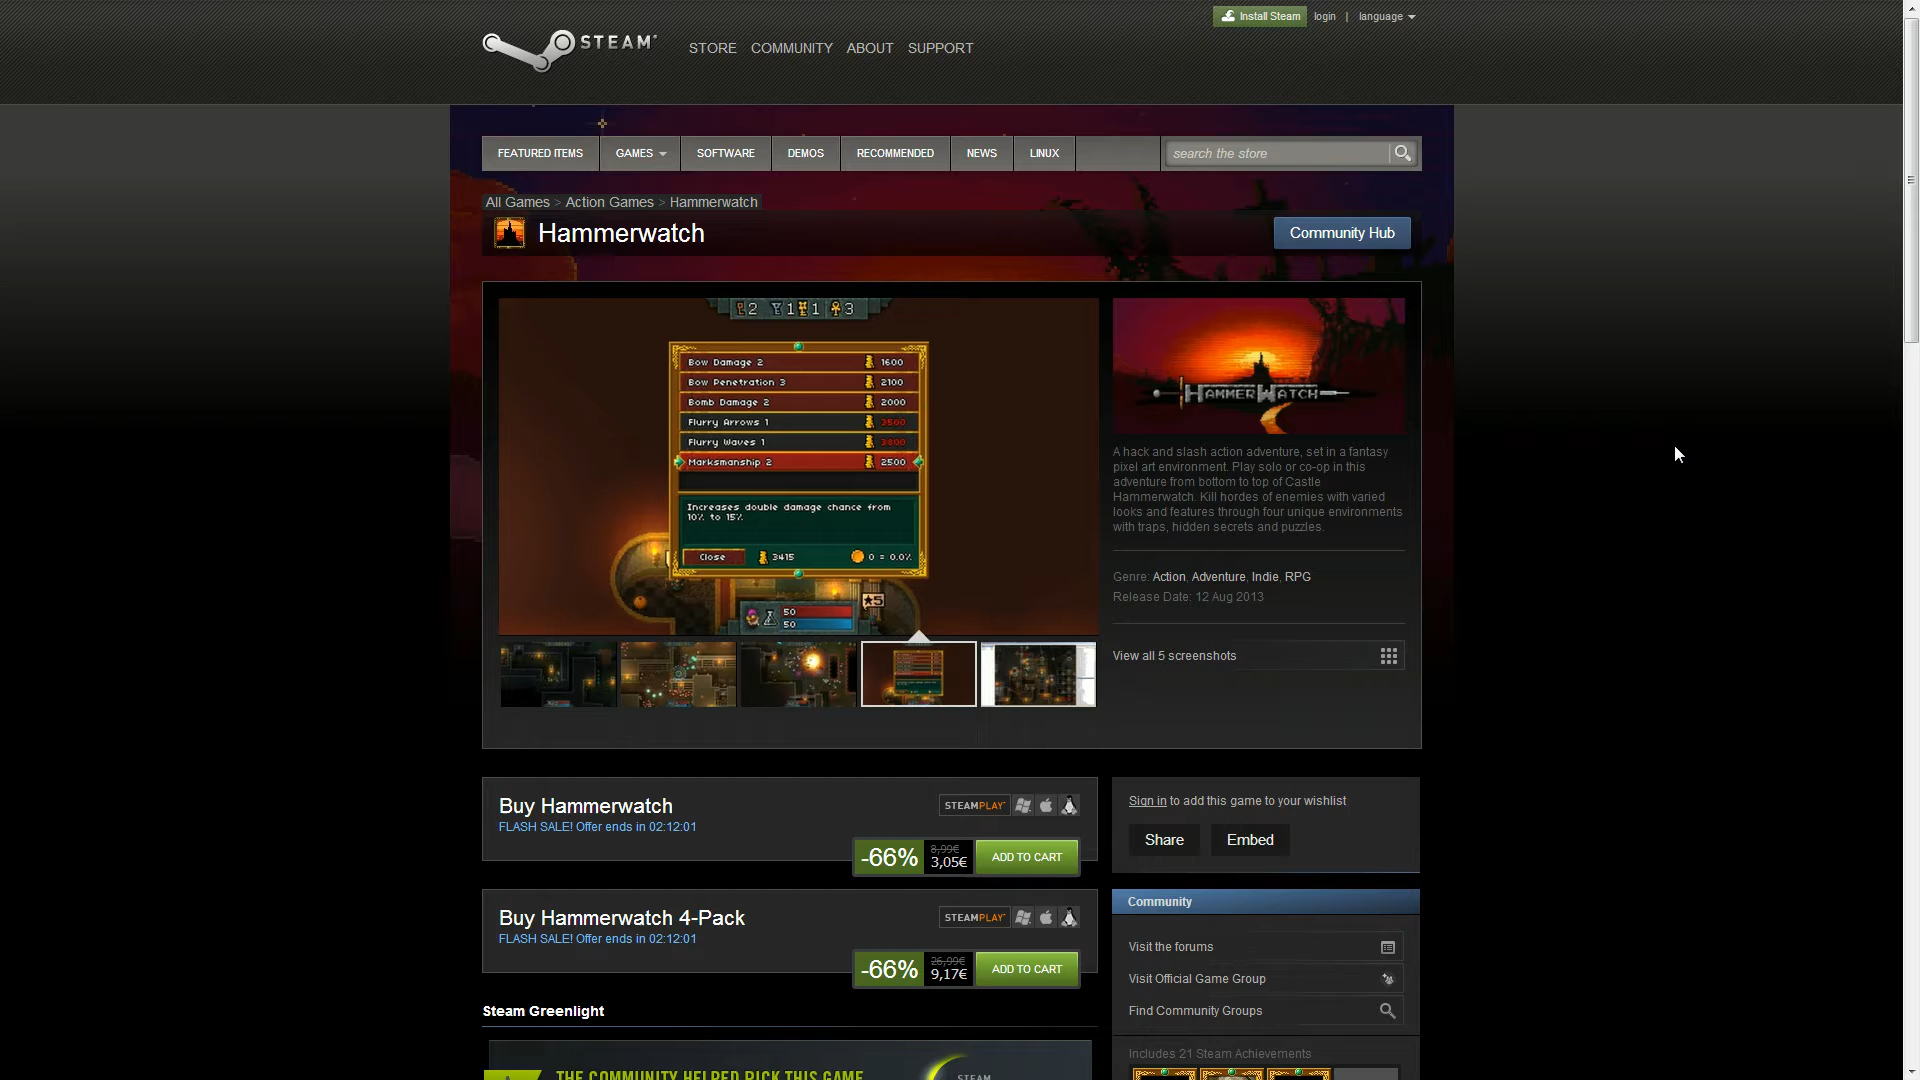 Install Steam login | language
STEAM
STORE COMMUNITY ABOUT SUPPORT
FEATURED ITEMS GAMES SOFTWARE DEMOS RECOMMENDED NEWS LINUX search the store
All Games > Action Games > Hammerwatch
Hammerwatch
Community Hub
2 1 1 3
Bow Damage 2 1600
Bow Penetration 3 2100
Bomb Damage 2 2000
Flurry Arrows 1 3500
Flurry Waves 1 3800
Marksmanship 2 2500
Increases double damage chance from
10% to 15%
Close 3415 0 = 0.0%
50
50
5
HAMMERWATCH
A hack and slash action adventure, set in a fantasy
pixel art environment. Play solo or co-op in this
adventure from bottom to top of Castle
Hammerwatch. Kill hordes of enemies with varied
looks and features through four unique environments
with traps, hidden secrets and puzzles.
Genre: Action, Adventure, Indie, RPG
Release Date: 12 Aug 2013
View all 5 screenshots
Buy Hammerwatch
STEAMPLAY
FLASH SALE! Offer ends in 02:12:01
-66% 8,99€ 3,05€ ADD TO CART
Buy Hammerwatch 4-Pack
STEAMPLAY
FLASH SALE! Offer ends in 02:12:01
-66% 26,99€ 9,17€ ADD TO CART
Steam Greenlight
THE COMMUNITY HELPED PICK THIS GAME
STEAM
Sign in to add this game to your wishlist
Share Embed
Community
Visit the forums
Visit Official Game Group
Find Community Groups
Includes 21 Steam Achievements